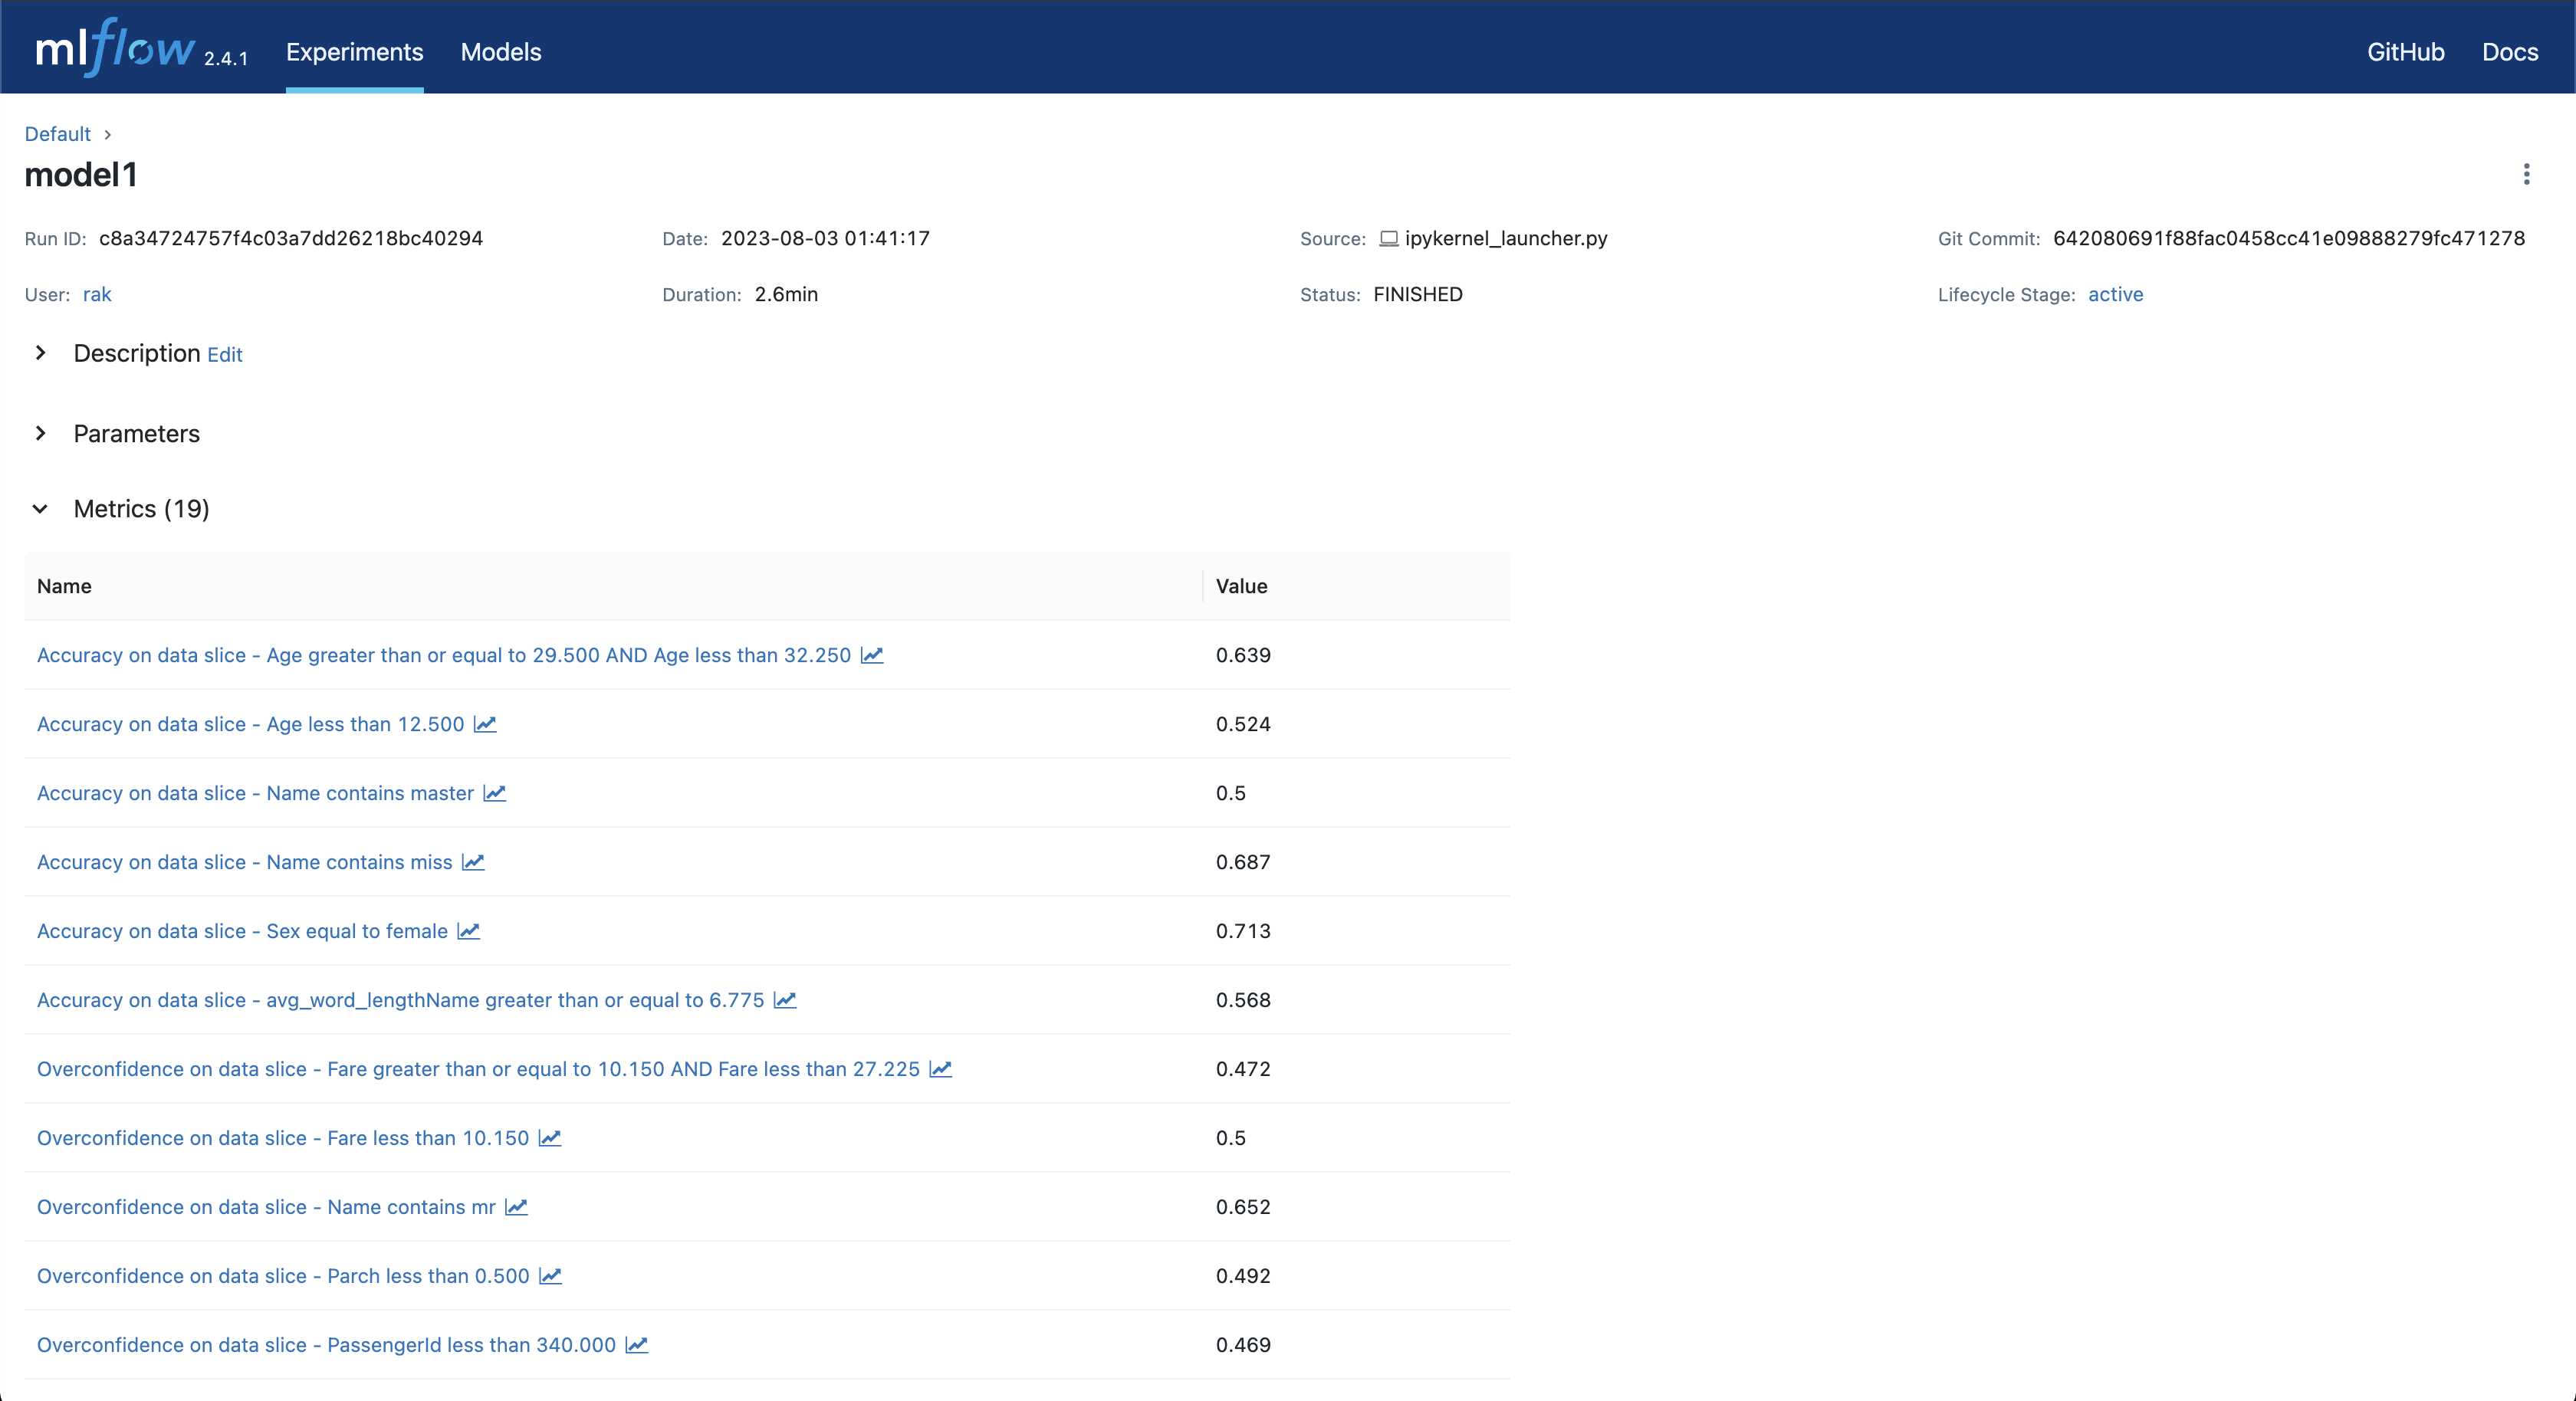 mlflow 2.4.1 Experiments Models GitHub Docs
Default
model1
Run ID: c8a34724757f4c03a7dd26218bc40294 Date: 2023-08-03 01:41:17 Source: ipykernel_launcher.py Git Commit: 642080691f88fac0458cc41e09888279fc471278
User: rak Duration: 2.6min Status: FINISHED Lifecycle Stage: active
Description Edit
Parameters
Metrics (19)
Name Value
Accuracy on data slice - Age greater than or equal to 29.500 AND Age less than 32.250 0.639
Accuracy on data slice - Age less than 12.500 0.524
Accuracy on data slice - Name contains master 0.5
Accuracy on data slice - Name contains miss 0.687
Accuracy on data slice - Sex equal to female 0.713
Accuracy on data slice - avg_word_lengthName greater than or equal to 6.775 0.568
Overconfidence on data slice - Fare greater than or equal to 10.150 AND Fare less than 27.225 0.472
Overconfidence on data slice - Fare less than 10.150 0.5
Overconfidence on data slice - Name contains mr 0.652
Overconfidence on data slice - Parch less than 0.500 0.492
Overconfidence on data slice - PassengerId less than 340.000 0.469